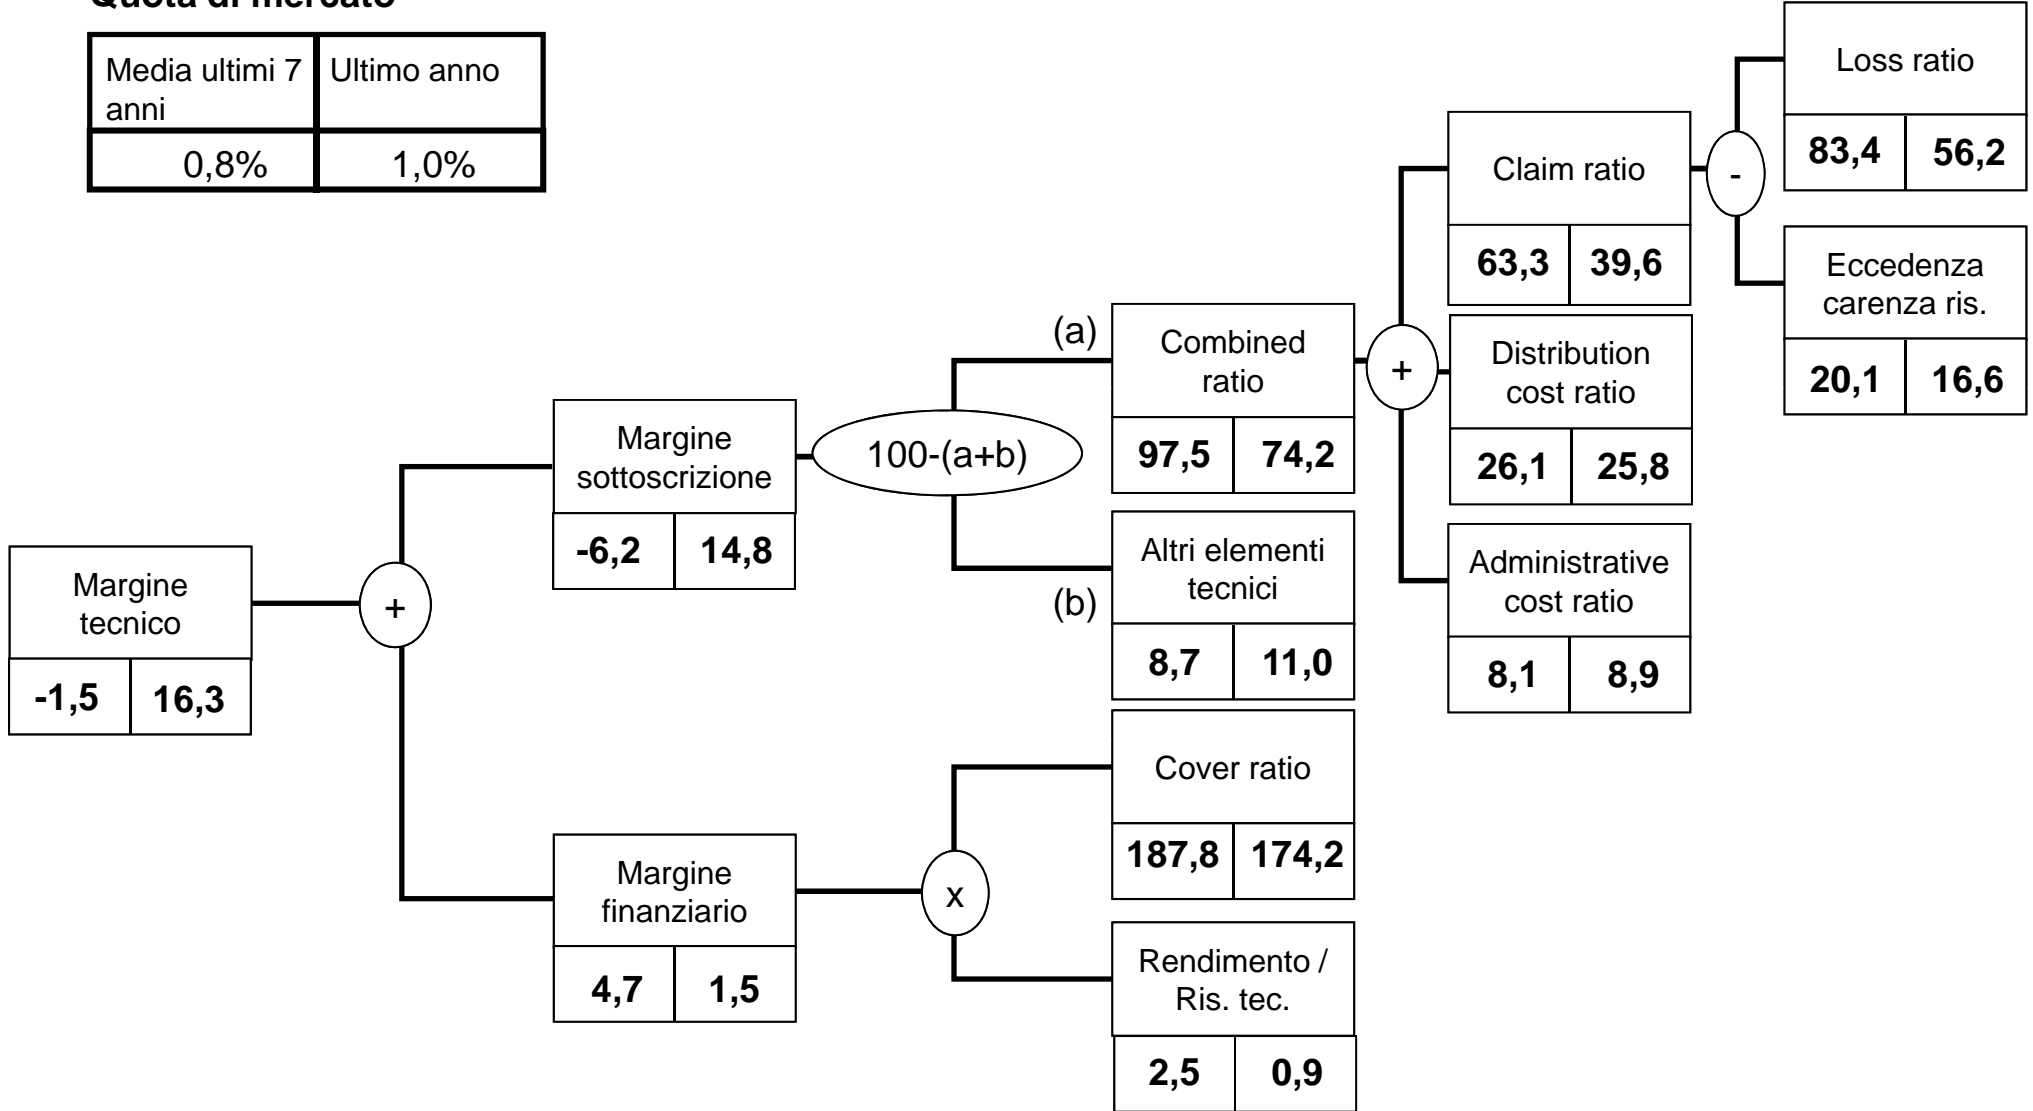 Quota di mercato
Media ultimi 7
anni
Ultimo anno
0,8%
1,0%
Loss ratio
83,4
56,2
Claim ratio
63,3
39,6
-
Eccedenza
carenza ris.
20,1
16,6
(a)
Combined
ratio
97,5
74,2
+
Distribution
cost ratio
26,1
25,8
Margine
sottoscrizione
-6,2
14,8
100-(a+b)
Altri elementi
tecnici
(b)
8,7
11,0
Administrative
cost ratio
8,1
8,9
Margine
tecnico
-1,5
16,3
+
Cover ratio
187,8
174,2
Margine
finanziario
4,7
1,5
x
Rendimento /
Ris. tec.
2,5
0,9